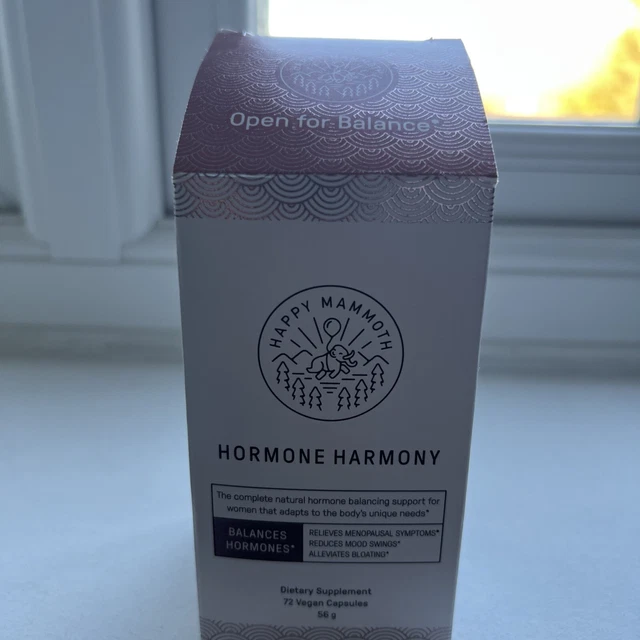 Open for Balance*
HAPPY MAMMOTH
HORMONE HARMONY
The complete natural hormone balancing support for
women that adapts to the body's unique needs*
BALANCES
HORMONES*
RELIEVES MENOPAUSAL SYMPTOMS*
REDUCES MOOD SWINGS*
ALLEVIATES BLOATING*
Dietary Supplement
72 Vegan Capsules
56 g